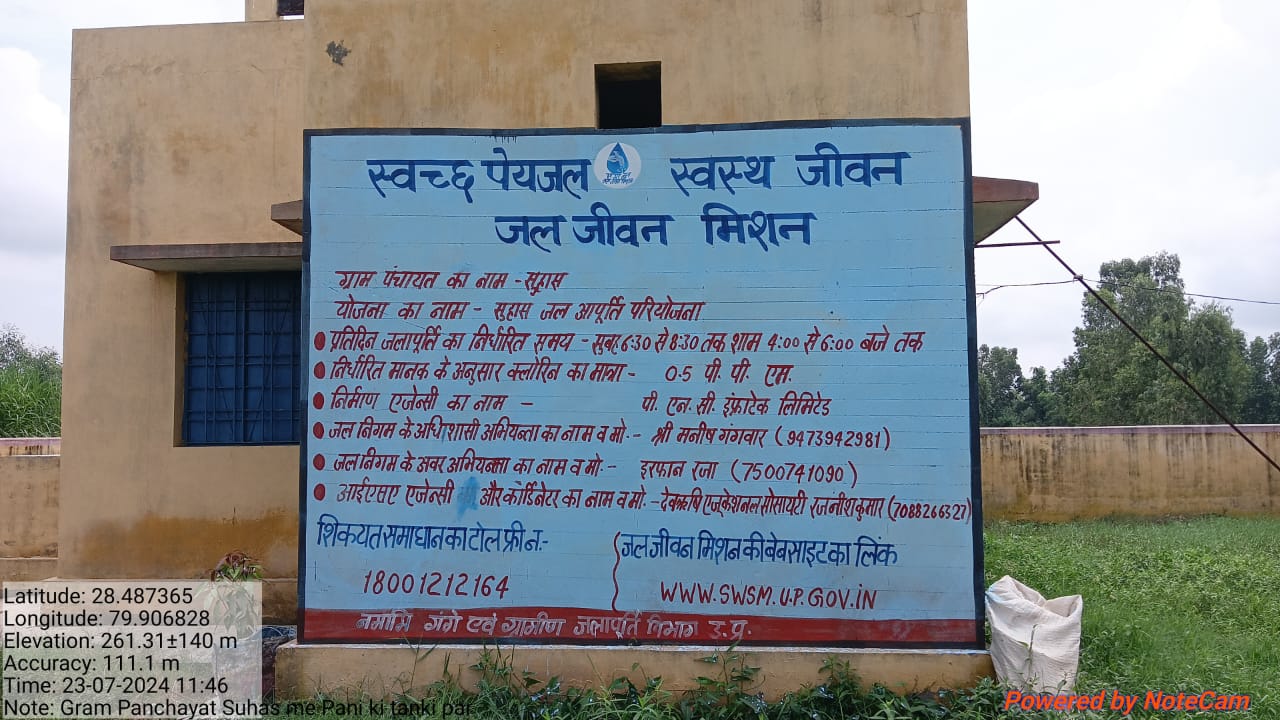 स्वच्छ पेयजल स्वस्थ जीवन
जल जीवन मिशन
ग्राम पंचायत का नाम - सुहास
योजना का नाम - सुहास जल आपूर्ति परियोजना
प्रतिदिन जलापूर्ति का निर्धारित समय - सुबह 6:30 से 8:30 तक शाम 4:00 से 6:00 बजे तक
निर्धारित मानक के अनुसार क्लोरिन का मात्रा - 0.5 पी. पी. एम.
निर्माण एजेन्सी का नाम - पी. एन. सी. इंफ्राटेक लिमिटेड
जल निगम के अधिशासी अभियन्ता का नाम व मो. - श्री मनीष गंगवार (9473942981)
जल निगम के अवर अभियन्ता का नाम व मो. - इरफान रजा (7500741090)
आईएसए एजेन्सी और कोर्डिनेटर का नाम व मो. - देवऋषि एजूकेशनल सोसायटी रजनीश कुमार (7088266327)
शिकयत समाधान का टोल फ्री न.-
18001212164
जल जीवन मिशन की बेबसाइट का लिंक
WWW.SWSM.U.P.GOV.IN
नमामि गंगे एवं ग्रामीण जलापूर्ति विभाग उ.प्र.
Latitude: 28.487365
Longitude: 79.906828
Elevation: 261.31±140 m
Accuracy: 111.1 m
Time: 23-07-2024 11:46
Note: Gram Panchayat Suhas me Pani ki tanki par
Powered by NoteCam